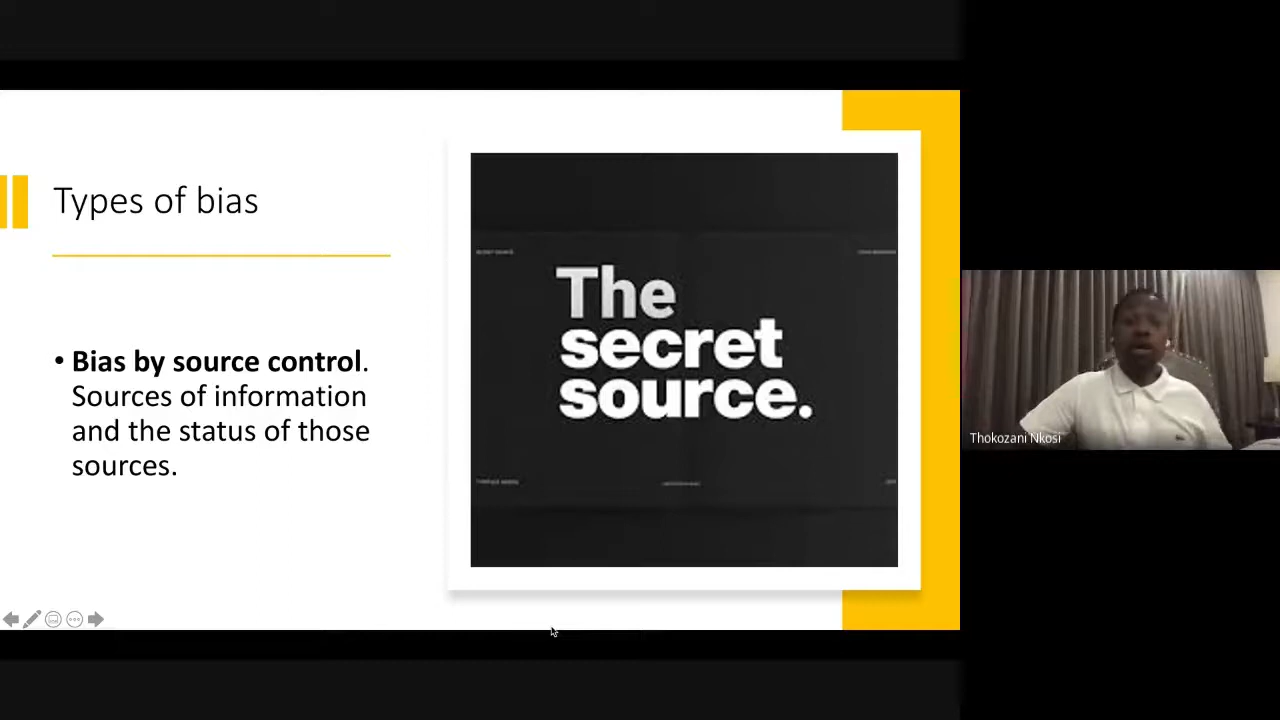 Types of bias
• Bias by source control.
Sources of information
and the status of those
sources.
The
secret
source.
Thokozani Nkosi